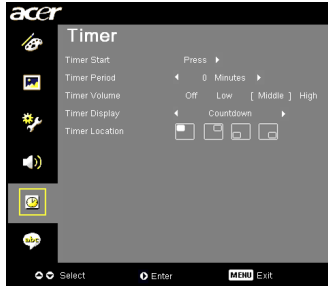 acer
Timer
Timer Start Press
Timer Period 0 Minutes
Timer Volume Off Low [ Middle ] High
Timer Display Countdown
Timer Location
abc
Select Enter MENU Exit